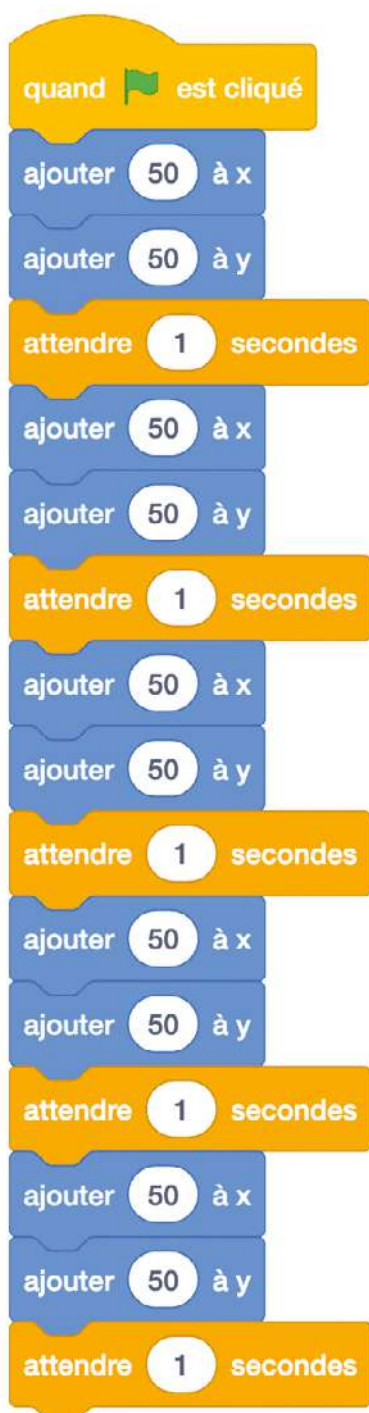 quand est cliqué
ajouter 50 à x
ajouter 50 à y
attendre 1 secondes
ajouter 50 à x
ajouter 50 à y
attendre 1 secondes
ajouter 50 à x
ajouter 50 à y
attendre 1 secondes
ajouter 50 à x
ajouter 50 à y
attendre 1 secondes
ajouter 50 à x
ajouter 50 à y
attendre 1 secondes